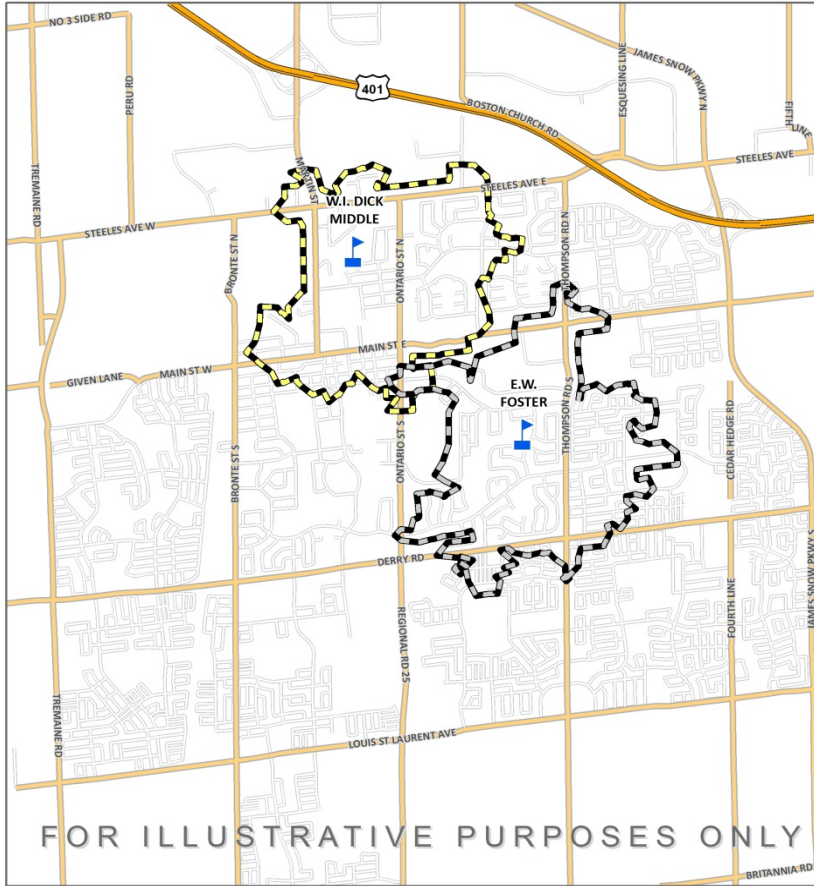 NO 3 SIDE RD
PERU RD
TREMAINE RD
401
BOSTON CHURCH RD
ESQUESING LINE
JAMES SNOW PKWY N
FIFTH LINE
STEELES AVE
MARTIN ST
STEELES AVE E
W.I. DICK
MIDDLE
STEELES AVE W
BRONTE ST N
ONTARIO ST N
THOMPSON RD N
MAIN ST E
MAIN ST W
GIVEN LANE
E.W.
FOSTER
THOMPSON RD S
ONTARIO ST S
BRONTE ST S
CEDAR HEDGE RD
DERRY RD
JAMES SNOW PKWY S
FOURTH LINE
REGIONAL RD 25
TREMAINE RD
LOUIS ST LAURENT AVE
FOR ILLUSTRATIVE PURPOSES ONLY
BRITANNIA RD